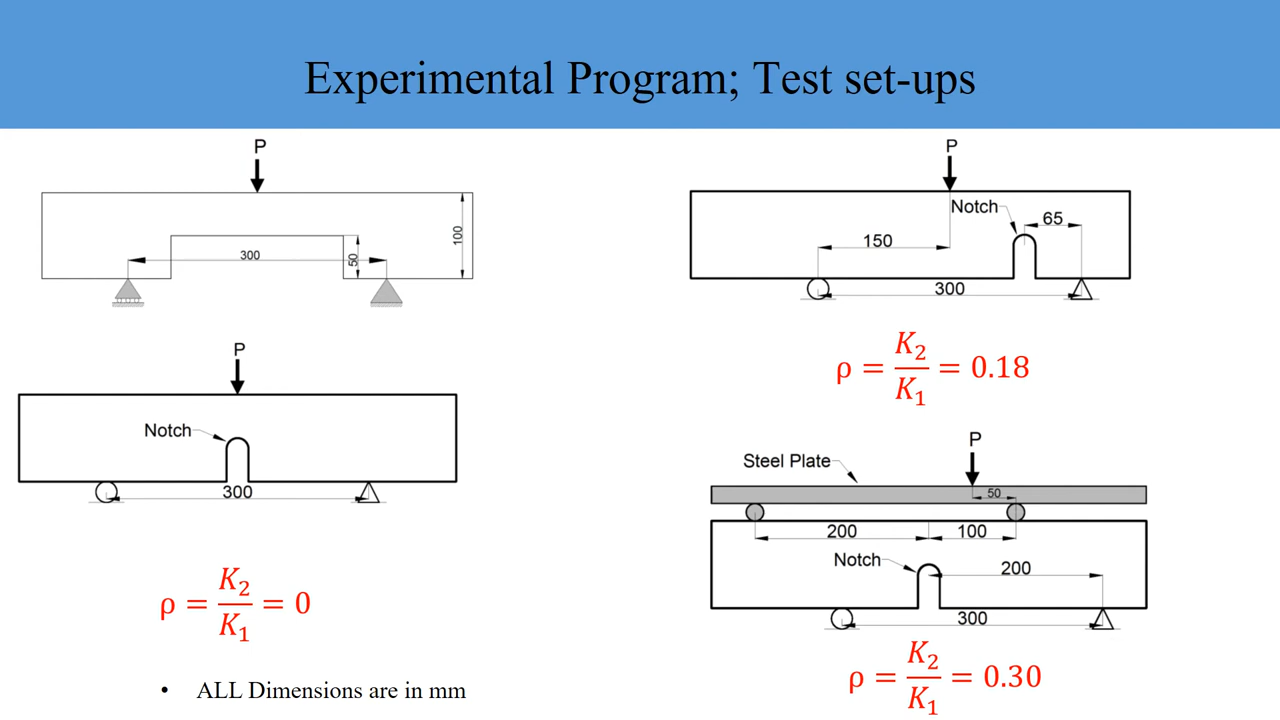 Experimental Program; Test set-ups
P
300
50
100
P
Notch
300
ρ = K₂/K₁ = 0
• ALL Dimensions are in mm
P
Notch
65
150
300
ρ = K₂/K₁ = 0.18
P
Steel Plate
50
200
100
Notch
200
300
ρ = K₂/K₁ = 0.30